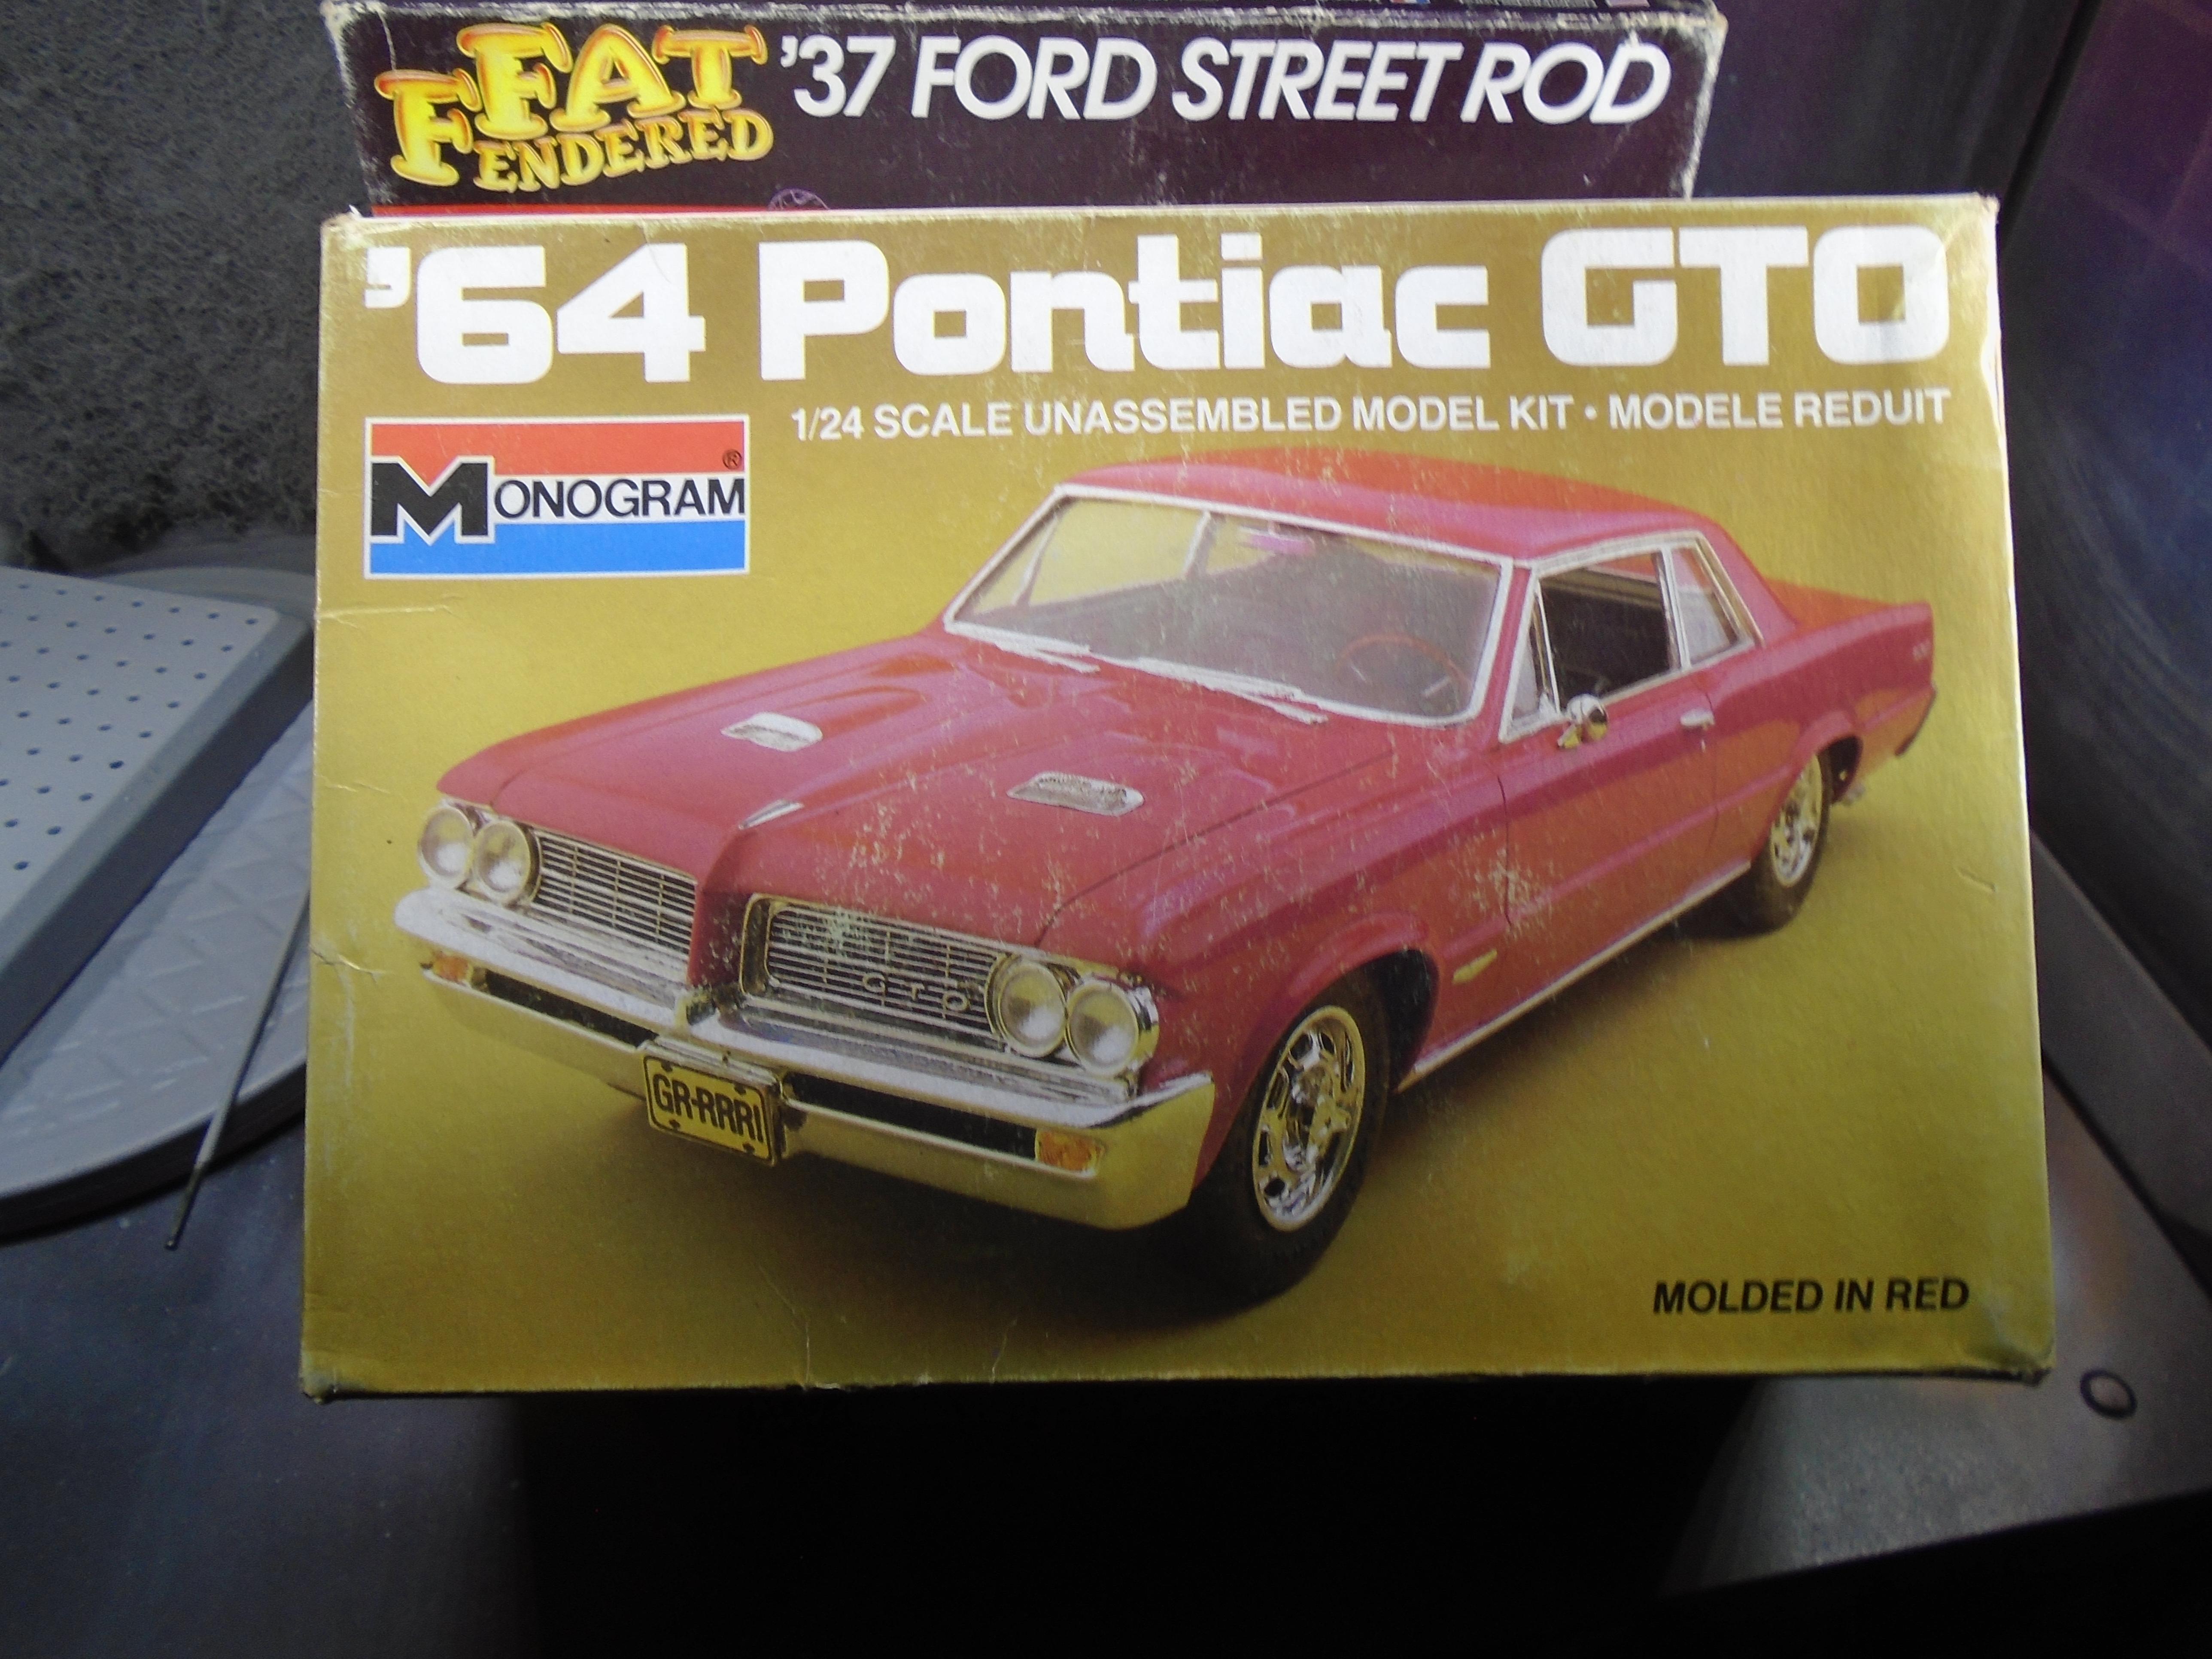 FAT FENDERED '37 FORD STREET ROD
'64 Pontiac GTO
1/24 SCALE UNASSEMBLED MODEL KIT • MODELE REDUIT
MONOGRAM®
GTO
GR-RRR!
MOLDED IN RED